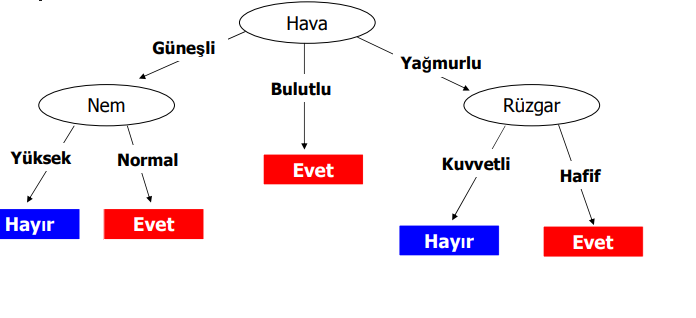 Hava
Güneşli
Bulutlu
Yağmurlu
Nem
Rüzgar
Yüksek
Normal
Evet
Kuvvetli
Hafif
Hayır
Evet
Hayır
Evet